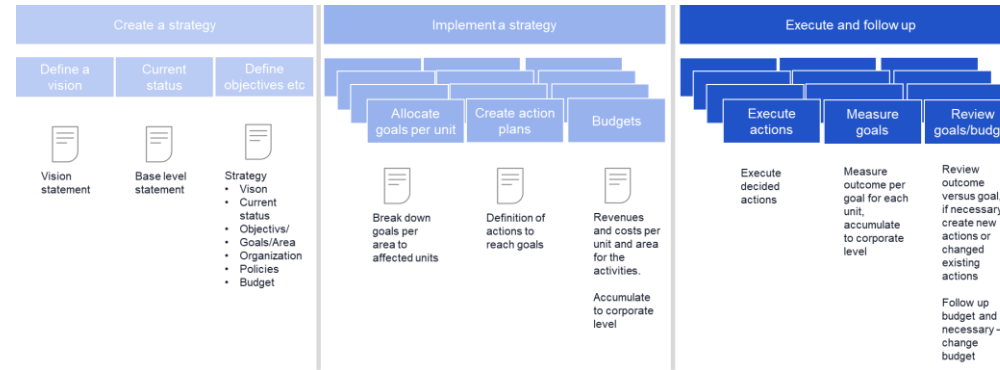 Create a strategy
Define a
vision
Current
status
Define
objectives etc
Vision
statement
Base level
statement
Strategy
• Vison
• Current
status
• Objectivs/
• Goals/Area
• Organization
• Policies
• Budget
Implement a strategy
Allocate
goals per unit
Create action
plans
Budgets
Break down
goals per
area to
affected units
Definition of
actions to
reach goals
Revenues
and costs per
unit and area
for the
activities.
Accumulate
to corporate
level
Execute and follow up
Execute
actions
Measure
goals
Review
goals/budg
Execute
decided
actions
Measure
outcome per
goal for each
unit,
accumulate
to corporate
level
Review
outcome
versus goal,
if necessary
create new
actions or
changed
existing
actions
Follow up
budget and
necessary –
change
budget